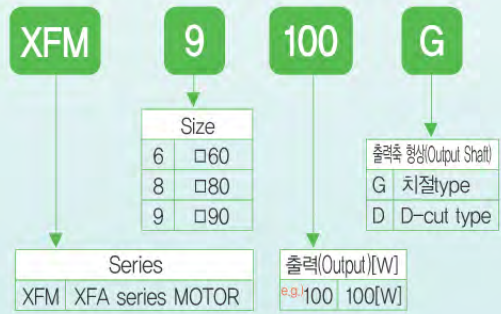 XFM 9 100 G
Size
6 □60
8 □80
9 □90
출력축 형상(Output Shaft)
G 치절type
D D-cut type
Series
XFM XFA series MOTOR
출력(Output)[W]
e.g.)100 100[W]